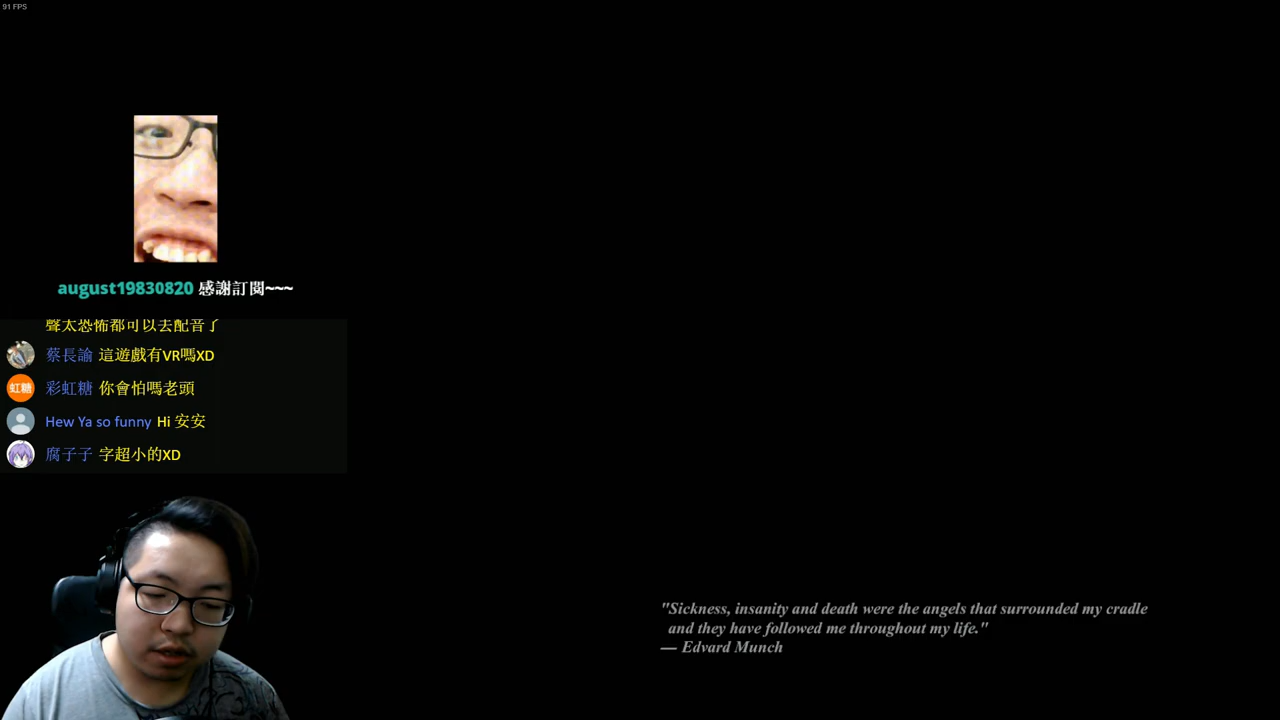 91 FPS
august19830820 感謝訂閱~~~
聲太恐怖都可以去配音了
蔡長諭 這遊戲有VR嗎XD
虹糖 彩虹糖 你會怕嗎老頭
Hew Ya so funny Hi 安安
腐子子 字超小的XD
"Sickness, insanity and death were the angels that surrounded my cradle
and they have followed me throughout my life."
— Edvard Munch